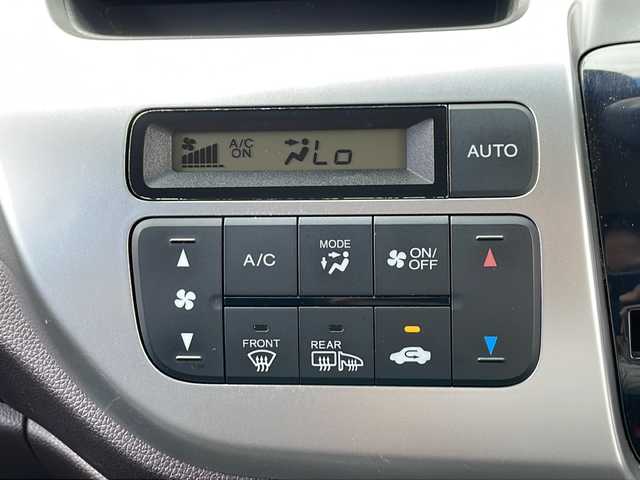 A/C
ON
Lo
AUTO
A/C
MODE
ON/
OFF
FRONT
REAR